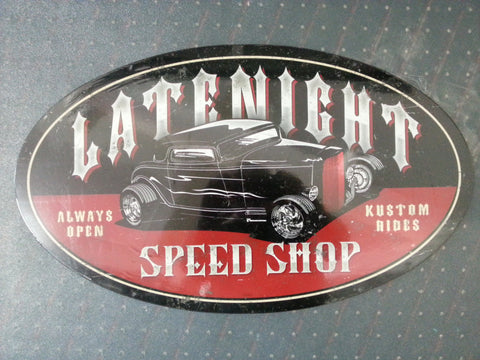 LATENIGHT
ALWAYS
OPEN
KUSTOM
RIDES
SPEED SHOP